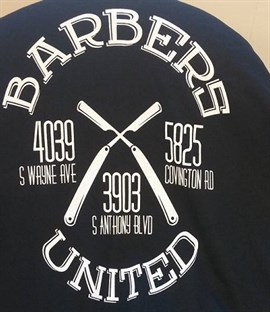 BARBERS
4039
S WAYNE AVE
5825
COVINGTON RD
3903
S ANTHONY BLVD
UNITED